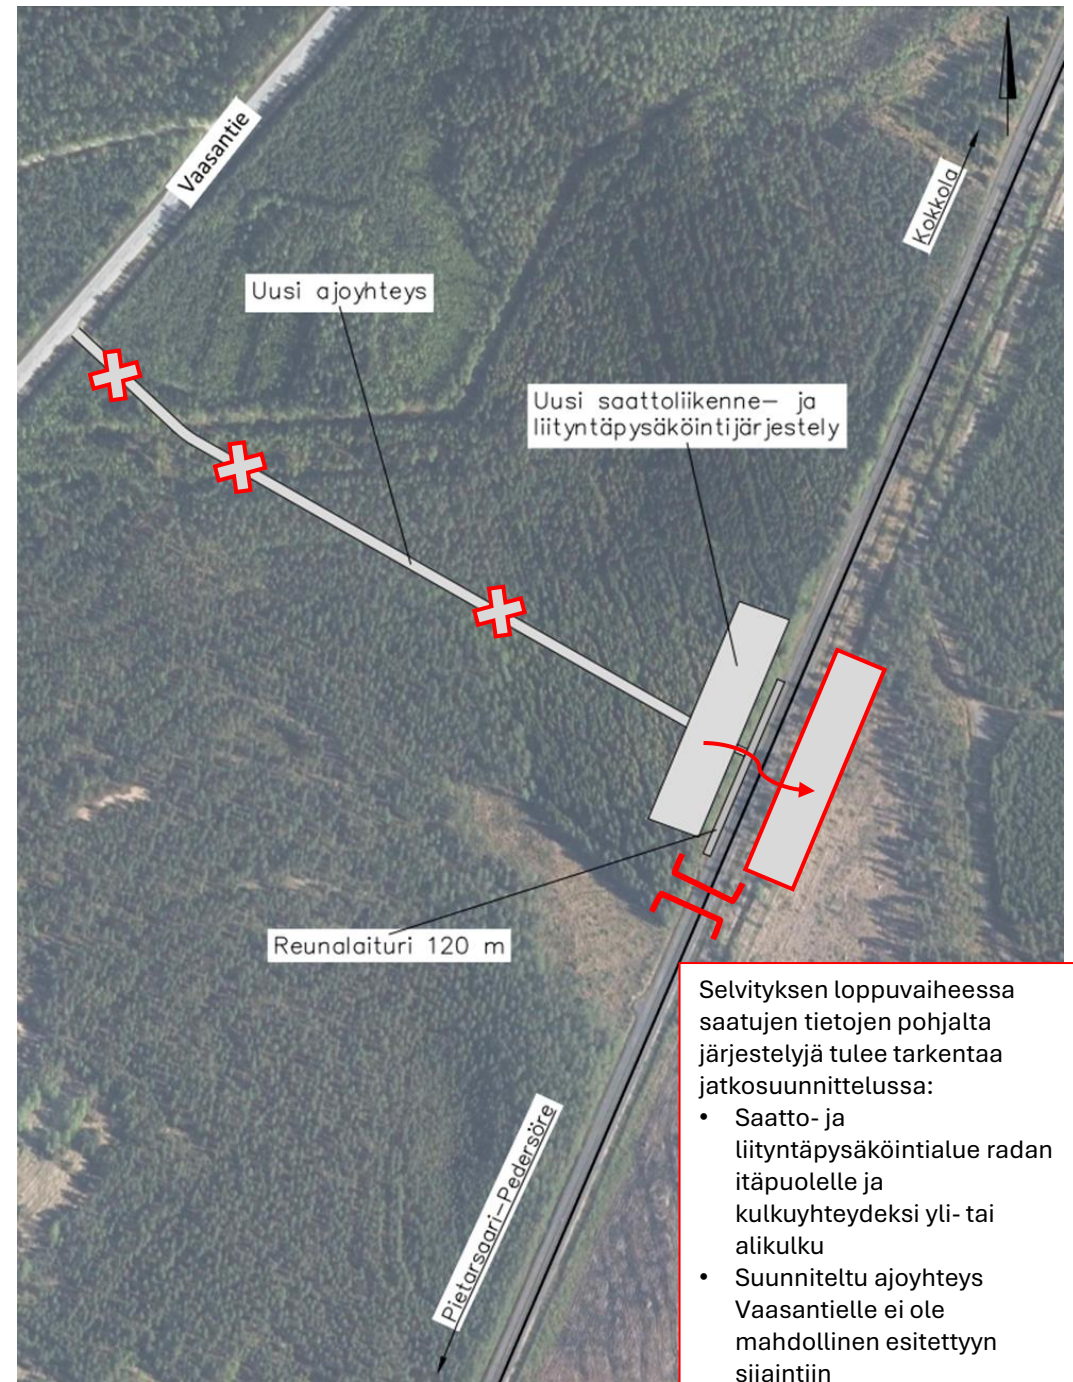 Vaasantie
Kokkola
Uusi ajoyhteys
Uusi saattoliikenne- ja
liityntäpysäköintijärjestely
Reunalaituri 120 m
Pietarsaari-Pedersöre
Selvityksen loppuvaiheessa
saatujen tietojen pohjalta
järjestelyjä tulee tarkentaa
jatkosuunnittelussa:
• Saatto- ja
liityntäpysäköintialue radan
itäpuolelle ja
kulkuyhteydeksi yli- tai
alikulku
• Suunniteltu ajoyhteys
Vaasantielle ei ole
mahdollinen esitettyyn
sijaintiin